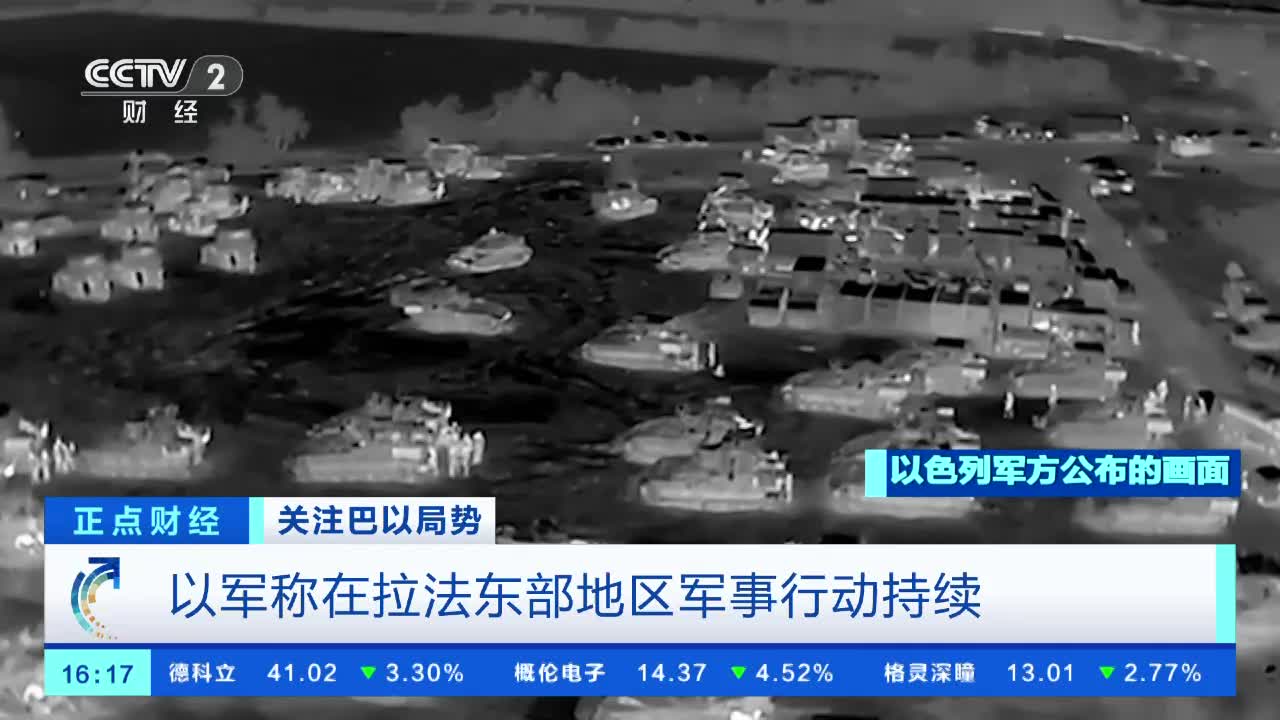 CCTV 2
财 经
以色列军方公布的画面
正点财经 关注巴以局势
以军称在拉法东部地区军事行动持续
16:17 德科立 41.02 ▼ 3.30% 概伦电子 14.37 ▼ 4.52% 格灵深瞳 13.01 ▼ 2.77%